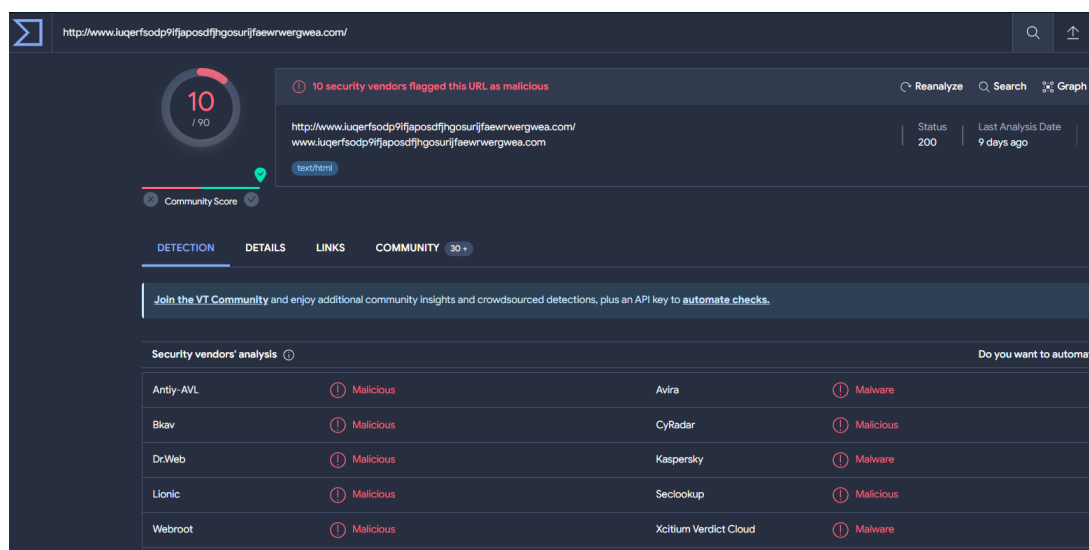 http://www.iuqerfsodp9ifjaposdfjhgosurijfaewrwergwea.com/
10
/ 90
Community Score
10 security vendors flagged this URL as malicious
Reanalyze Search Graph
http://www.iuqerfsodp9ifjaposdfjhgosurijfaewrwergwea.com/
www.iuqerfsodp9ifjaposdfjhgosurijfaewrwergwea.com
text/html
Status
200
Last Analysis Date
9 days ago
DETECTION DETAILS LINKS COMMUNITY 30 +
Join the VT Community and enjoy additional community insights and crowdsourced detections, plus an API key to automate checks.
Security vendors' analysis Do you want to automa
Antiy-AVL Malicious Avira Malware
Bkav Malicious CyRadar Malicious
Dr.Web Malicious Kaspersky Malware
Lionic Malicious Seclookup Malicious
Webroot Malicious Xcitium Verdict Cloud Malware